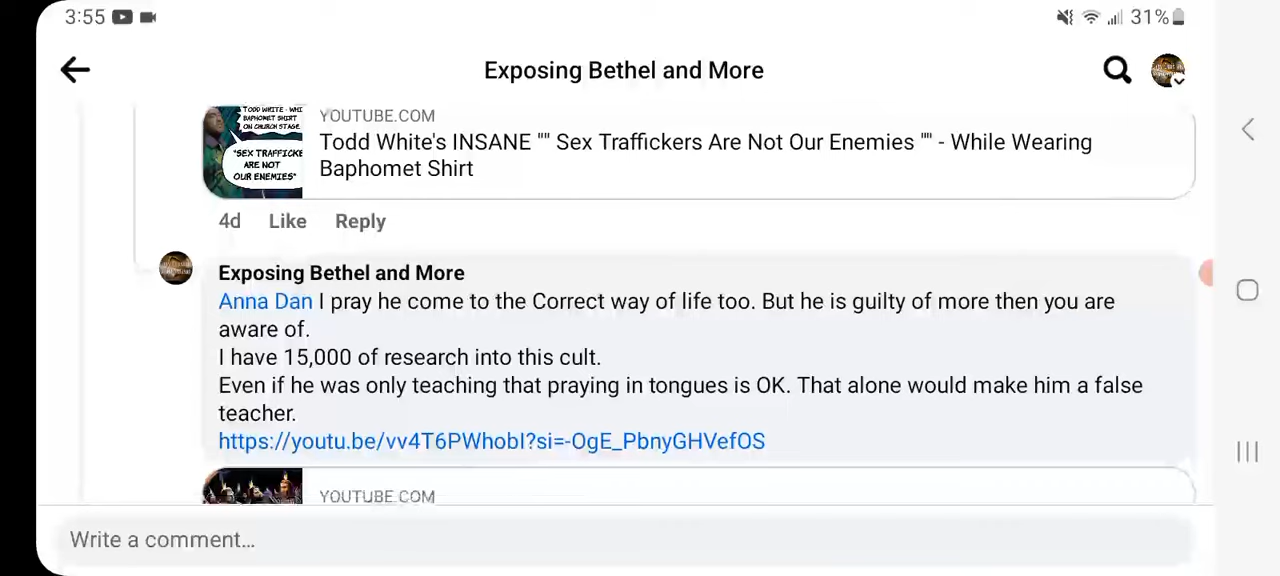 3:55
31%
Exposing Bethel and More
TODD WHITE - WHI
BAPHOMET SHIRT
ON CHURCH STAGE.
"SEX TRAFFICKE
ARE NOT
OUR ENEMIES"
YOUTUBE.COM
Todd White's INSANE "" Sex Traffickers Are Not Our Enemies "" - While Wearing
Baphomet Shirt
4d Like Reply
Exposing Bethel and More
Anna Dan I pray he come to the Correct way of life too. But he is guilty of more then you are
aware of.
I have 15,000 of research into this cult.
Even if he was only teaching that praying in tongues is OK. That alone would make him a false
teacher.
https://youtu.be/vv4T6PWhobI?si=-OgE_PbnyGHVefOS
YOUTUBE.COM
Write a comment...